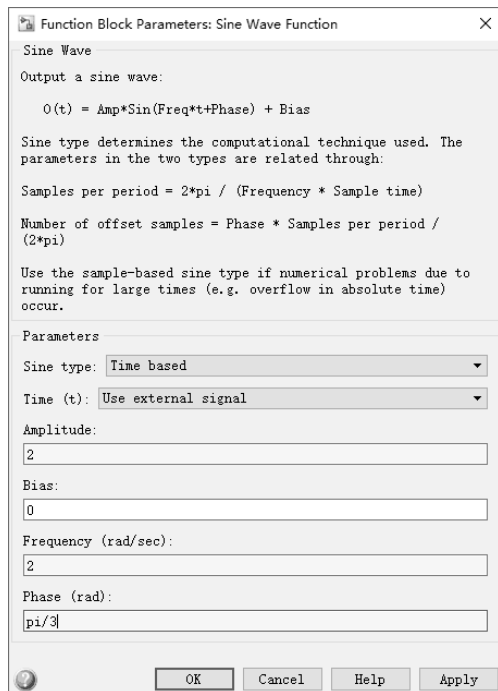 Function Block Parameters: Sine Wave Function
Sine Wave
Output a sine wave:
O(t) = Amp*Sin(Freq*t+Phase) + Bias
Sine type determines the computational technique used. The
parameters in the two types are related through:
Samples per period = 2*pi / (Frequency * Sample time)
Number of offset samples = Phase * Samples per period /
(2*pi)
Use the sample-based sine type if numerical problems due to
running for large times (e.g. overflow in absolute time)
occur.
Parameters
Sine type: Time based
Time (t): Use external signal
Amplitude:
2
Bias:
0
Frequency (rad/sec):
2
Phase (rad):
pi/3
OK Cancel Help Apply